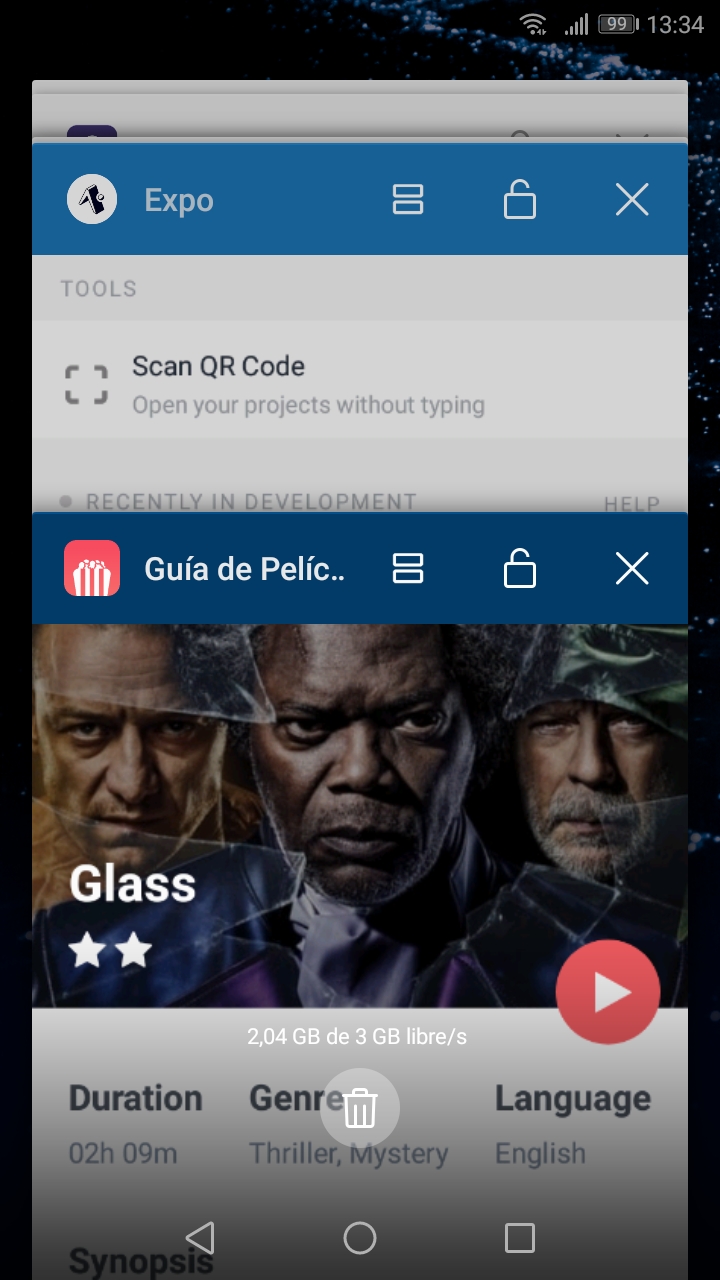 99 13:34
Expo
TOOLS
Scan QR Code
Open your projects without typing
RECENTLY IN DEVELOPMENT HELP
Guía de Pelíc..
Glass
2,04 GB de 3 GB libre/s
Duration Genre Language
02h 09m Thriller, Mystery English
Synopsis